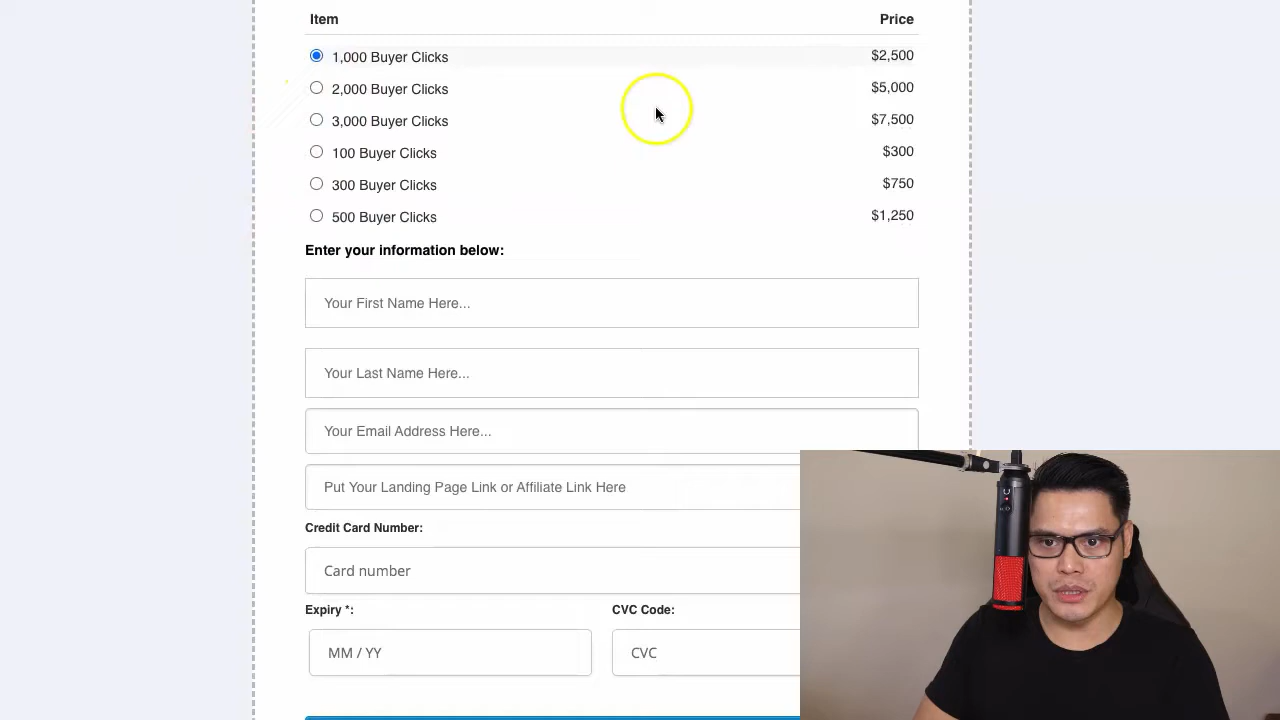 Item Price
1,000 Buyer Clicks $2,500
2,000 Buyer Clicks $5,000
3,000 Buyer Clicks $7,500
100 Buyer Clicks $300
300 Buyer Clicks $750
500 Buyer Clicks $1,250
Enter your information below:
Your First Name Here...
Your Last Name Here...
Your Email Address Here...
Put Your Landing Page Link or Affiliate Link Here
Credit Card Number:
Card number
Expiry *: CVC Code:
MM / YY CVC